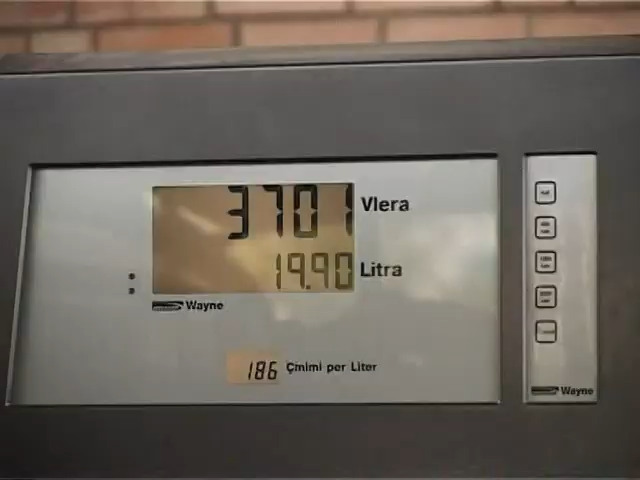 3701 Vlera
19.90 Litra
Wayne
186 Çmimi per Liter
Wayne